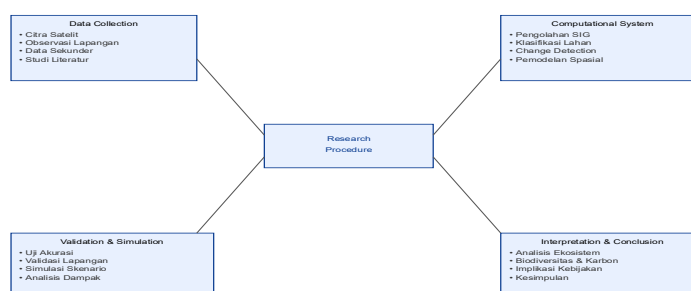 Data Collection
• Citra Satelit
• Observasi Lapangan
• Data Sekunder
• Studi Literatur
Computational System
• Pengolahan SIG
• Klasifikasi Lahan
• Change Detection
• Pemodelan Spasial
Research
Procedure
Validation & Simulation
• Uji Akurasi
• Validasi Lapangan
• Simulasi Skenario
• Analisis Dampak
Interpretation & Conclusion
• Analisis Ekosistem
• Biodiversitas & Karbon
• Implikasi Kebijakan
• Kesimpulan